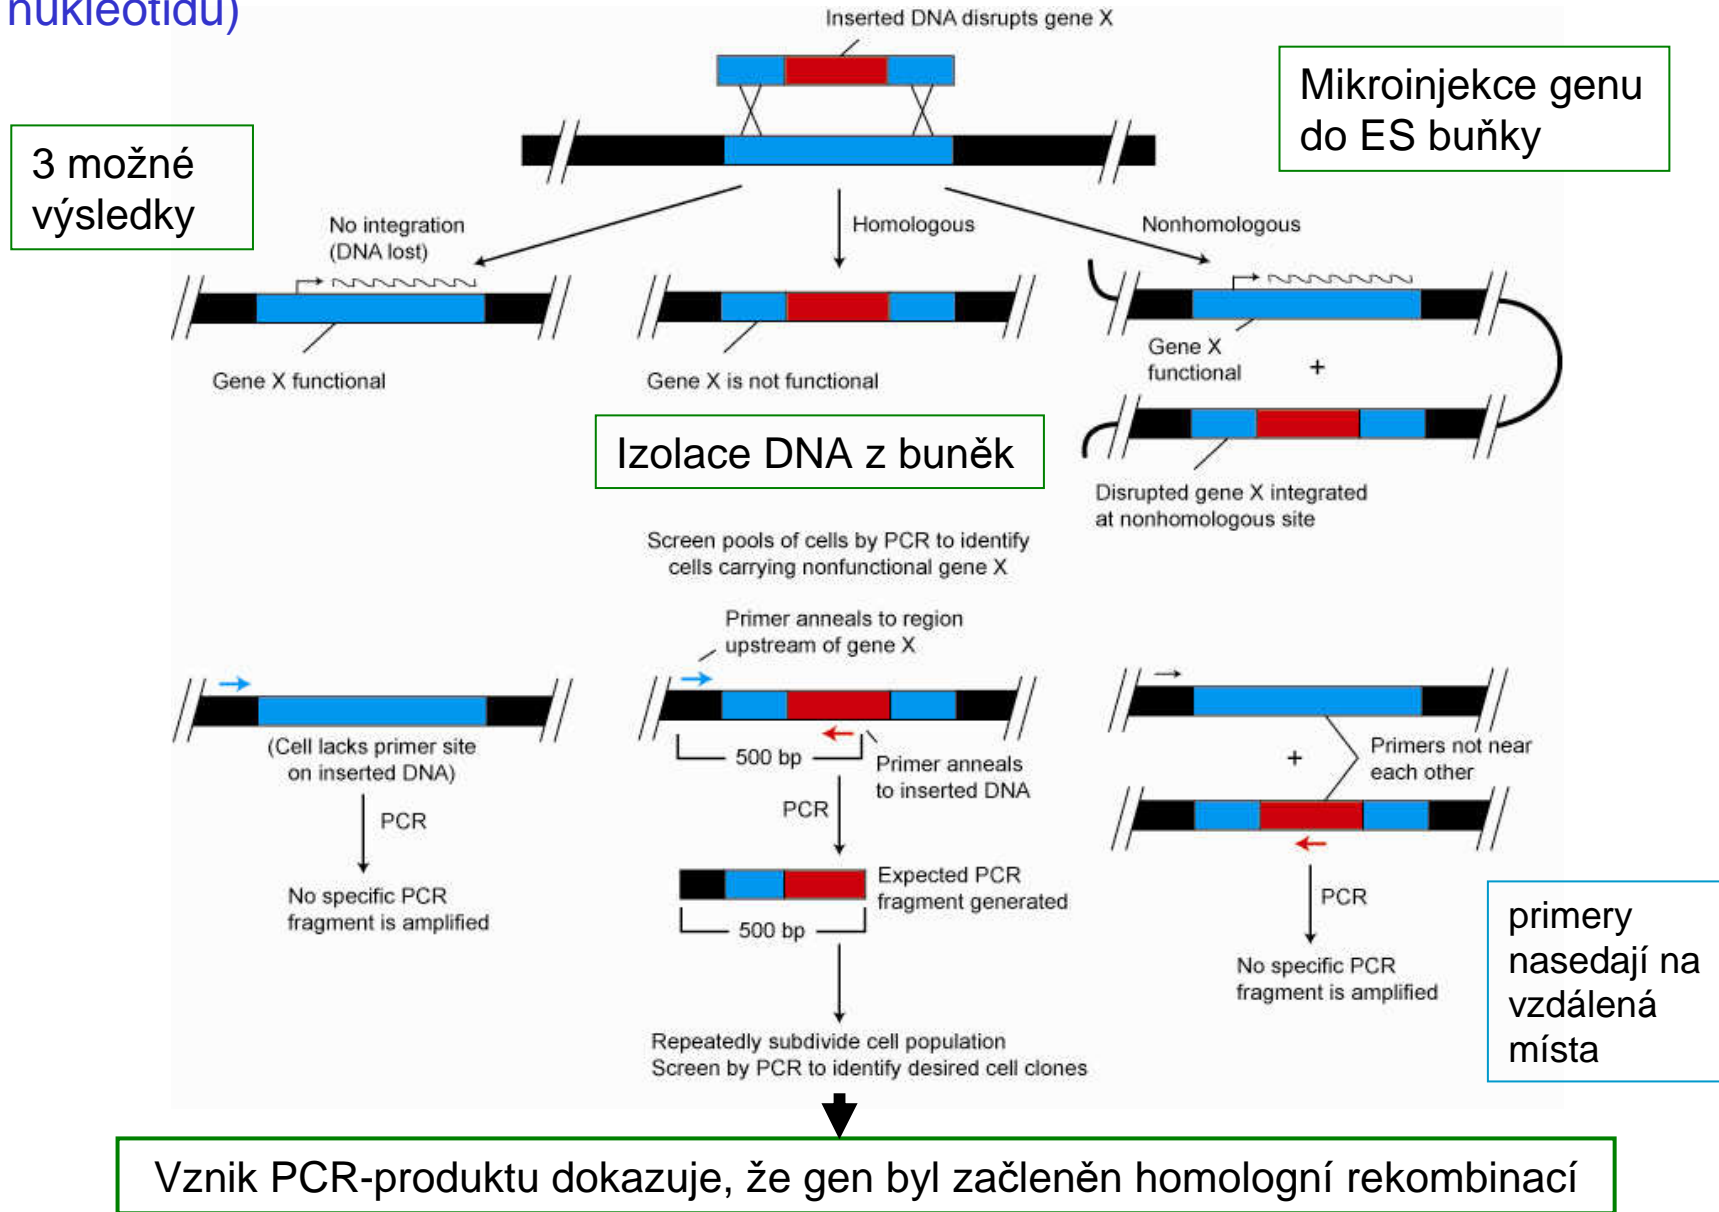 nukleotidů)
Inserted DNA disrupts gene X
Mikroinjekce genu
do ES buňky
3 možné
výsledky
No integration
(DNA lost)
Homologous
Nonhomologous
Gene X functional
Gene X is not functional
Gene X
functional
+
Izolace DNA z buněk
Disrupted gene X integrated
at nonhomologous site
Screen pools of cells by PCR to identify
cells carrying nonfunctional gene X
Primer anneals to region
upstream of gene X
(Cell lacks primer site
on inserted DNA)
PCR
No specific PCR
fragment is amplified
500 bp
Primer anneals
to inserted DNA
PCR
Expected PCR
fragment generated
500 bp
Primers not near
each other
+
PCR
No specific PCR
fragment is amplified
primery
nasedají na
vzdálená
místa
Repeatedly subdivide cell population
Screen by PCR to identify desired cell clones
Vznik PCR-produktu dokazuje, že gen byl začleněn homologní rekombinací